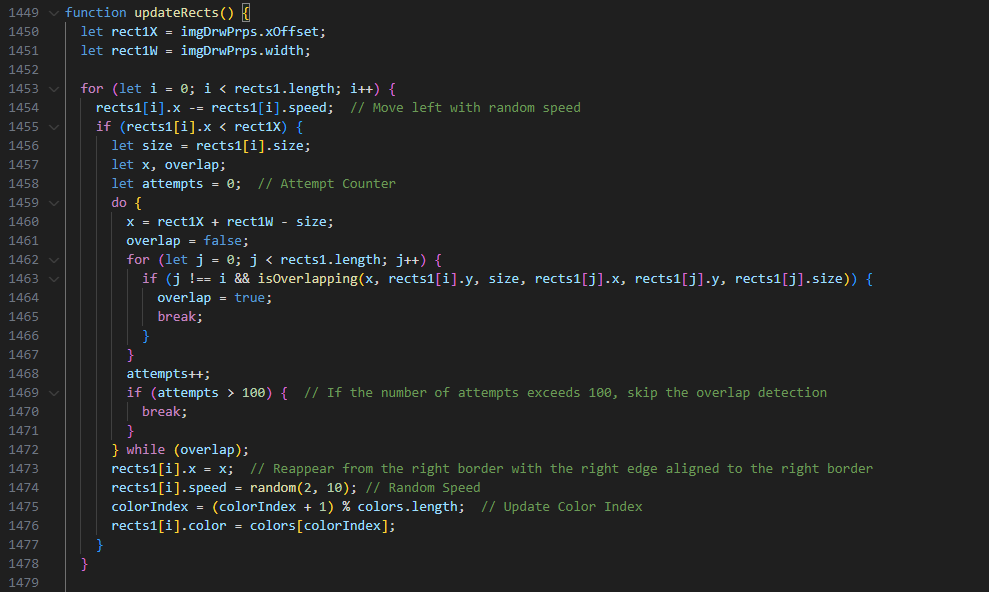 1449 function updateRects() {
1450 let rect1X = imgDrwPrps.xOffset;
1451 let rect1W = imgDrwPrps.width;
1452
1453 for (let i = 0; i < rects1.length; i++) {
1454 rects1[i].x -= rects1[i].speed;  // Move left with random speed
1455 if (rects1[i].x < rect1X) {
1456 let size = rects1[i].size;
1457 let x, overlap;
1458 let attempts = 0;  // Attempt Counter
1459 do {
1460 x = rect1X + rect1W - size;
1461 overlap = false;
1462 for (let j = 0; j < rects1.length; j++) {
1463 if (j !== i && isOverlapping(x, rects1[i].y, size, rects1[j].x, rects1[j].y, rects1[j].size)) {
1464 overlap = true;
1465 break;
1466 }
1467 }
1468 attempts++;
1469 if (attempts > 100) {  // If the number of attempts exceeds 100, skip the overlap detection
1470 break;
1471 }
1472 } while (overlap);
1473 rects1[i].x = x;  // Reappear from the right border with the right edge aligned to the right border
1474 rects1[i].speed = random(2, 10); // Random Speed
1475 colorIndex = (colorIndex + 1) % colors.length;  // Update Color Index
1476 rects1[i].color = colors[colorIndex];
1477 }
1478 }
1479